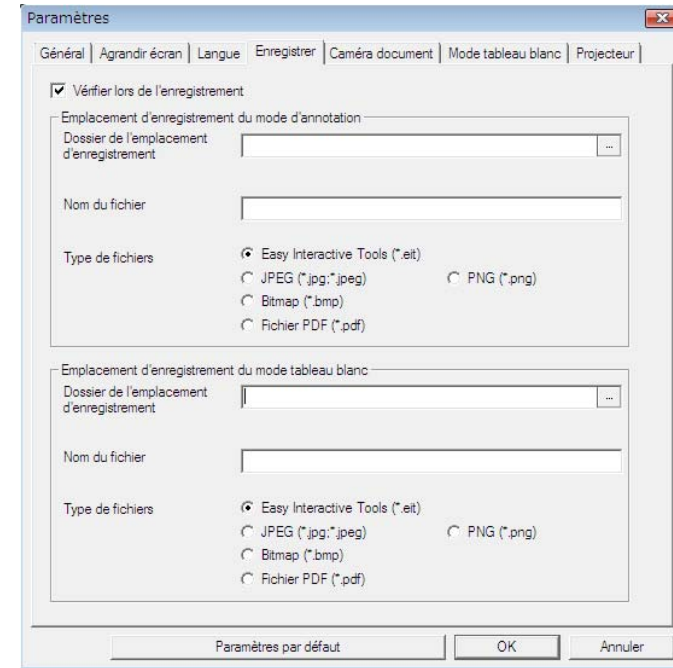 Paramètres
Général Agrandir écran Langue Enregistrer Caméra document Mode tableau blanc Projecteur
Vérifier lors de l'enregistrement
Emplacement d'enregistrement du mode d'annotation
Dossier de l'emplacement
d'enregistrement
...
Nom du fichier
Type de fichiers
Easy Interactive Tools (*.eit)
JPEG (*.jpg;*.jpeg) PNG (*.png)
Bitmap (*.bmp)
Fichier PDF (*.pdf)
Emplacement d'enregistrement du mode tableau blanc
Dossier de l'emplacement
d'enregistrement
...
Nom du fichier
Type de fichiers
Easy Interactive Tools (*.eit)
JPEG (*.jpg;*.jpeg) PNG (*.png)
Bitmap (*.bmp)
Fichier PDF (*.pdf)
Paramètres par défaut OK Annuler